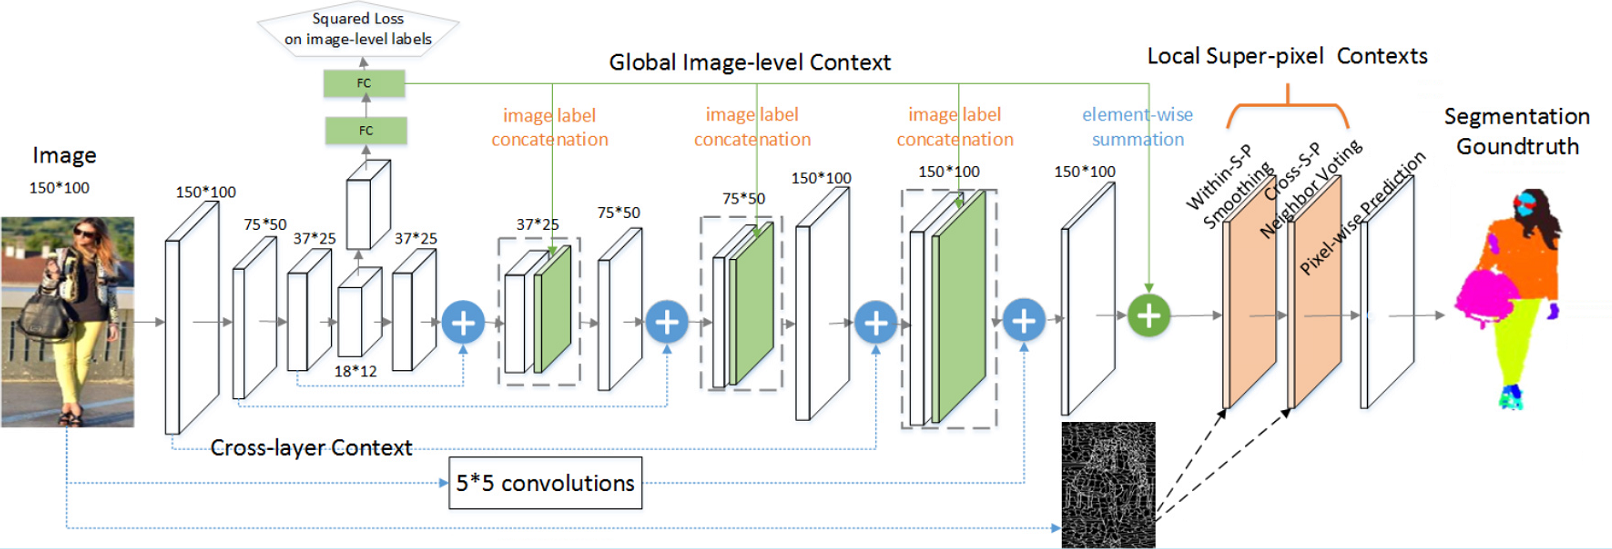 Squared Loss
on image-level labels
FC
FC
Global Image-level Context
Local Super-pixel Contexts
image label
concatenation
image label
concatenation
image label
concatenation
element-wise
summation
Segmentation
Goundtruth
Image
150*100
150*100
75*50
37*25
18*12
37*25
37*25
75*50
75*50
150*100
150*100
150*100
Within-S-P
Smoothing
Cross-S-P
Neighbor Voting
Pixel-wise Prediction
Cross-layer Context
5*5 convolutions